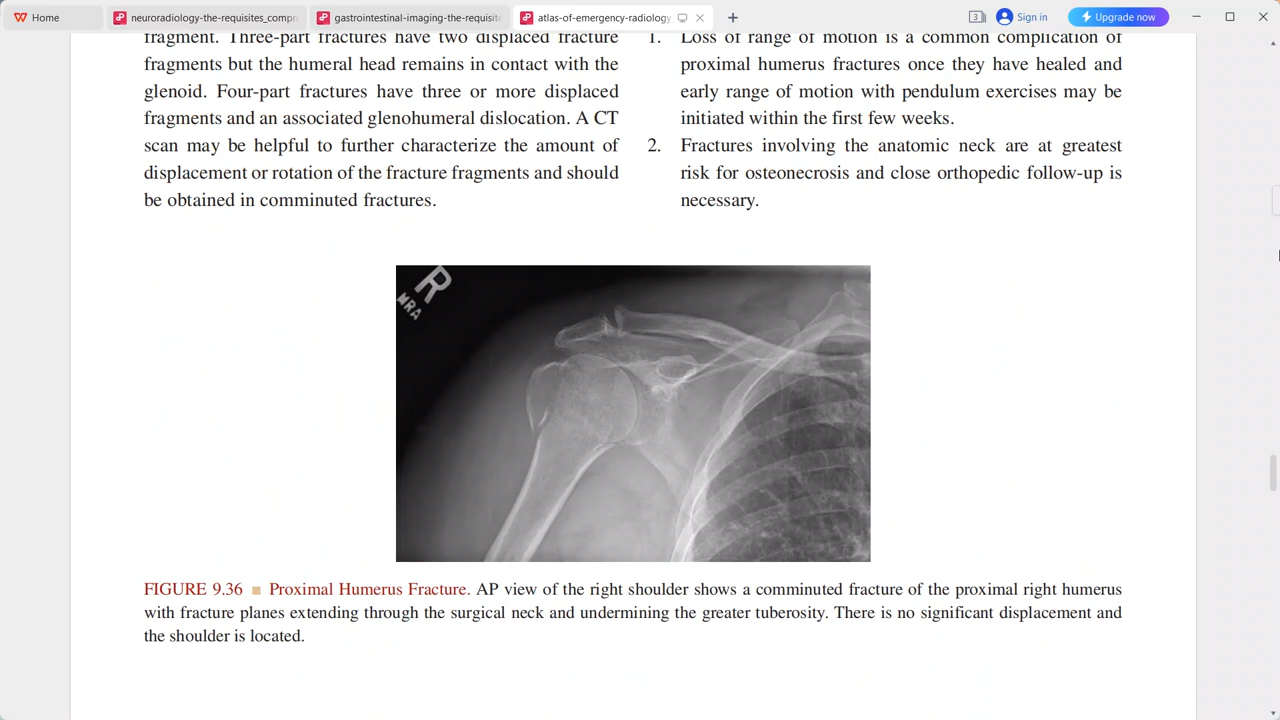 Home
neuroradiology-the-requisites_compr
gastrointestinal-imaging-the-requisite
atlas-of-emergency-radiology
3
Sign in
Upgrade now
fragment. Three-part fractures have two displaced fracture
fragments but the humeral head remains in contact with the
glenoid. Four-part fractures have three or more displaced
fragments and an associated glenohumeral dislocation. A CT
scan may be helpful to further characterize the amount of
displacement or rotation of the fracture fragments and should
be obtained in comminuted fractures.
1. Loss of range of motion is a common complication of
proximal humerus fractures once they have healed and
early range of motion with pendulum exercises may be
initiated within the first few weeks.
2. Fractures involving the anatomic neck are at greatest
risk for osteonecrosis and close orthopedic follow-up is
necessary.
R
MRA
FIGURE 9.36 ■ Proximal Humerus Fracture. AP view of the right shoulder shows a comminuted fracture of the proximal right humerus
with fracture planes extending through the surgical neck and undermining the greater tuberosity. There is no significant displacement and
the shoulder is located.